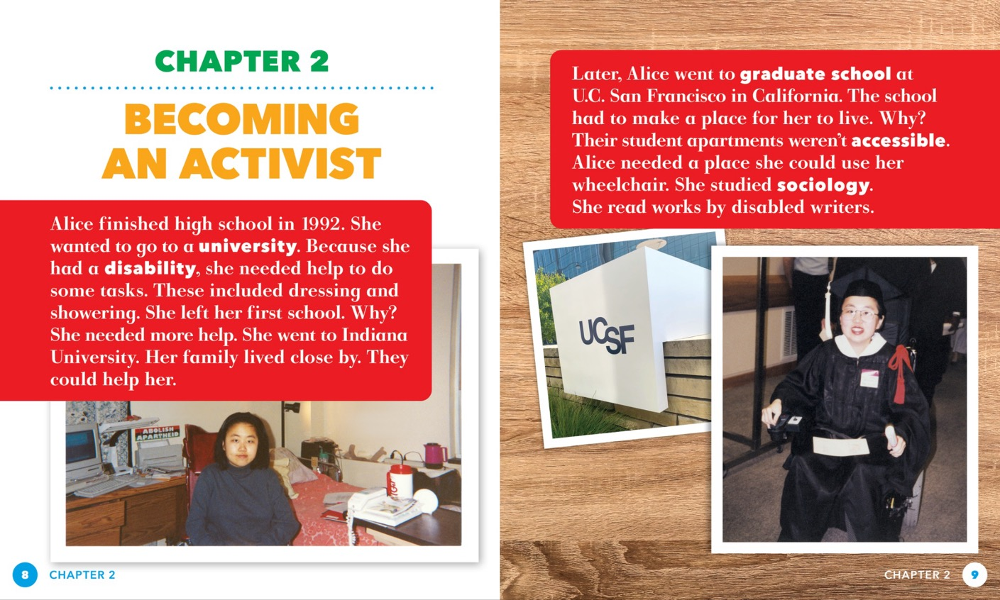 CHAPTER 2
BECOMING
AN ACTIVIST
Alice finished high school in 1992. She
wanted to go to a university. Because she
had a disability, she needed help to do
some tasks. These included dressing and
showering. She left her first school. Why?
She needed more help. She went to Indiana
University. Her family lived close by. They
could help her.
ABOLISH
APARTHEID
8 CHAPTER 2
Later, Alice went to graduate school at
U.C. San Francisco in California. The school
had to make a place for her to live. Why?
Their student apartments weren’t accessible.
Alice needed a place she could use her
wheelchair. She studied sociology.
She read works by disabled writers.
UCSF
CHAPTER 2 9